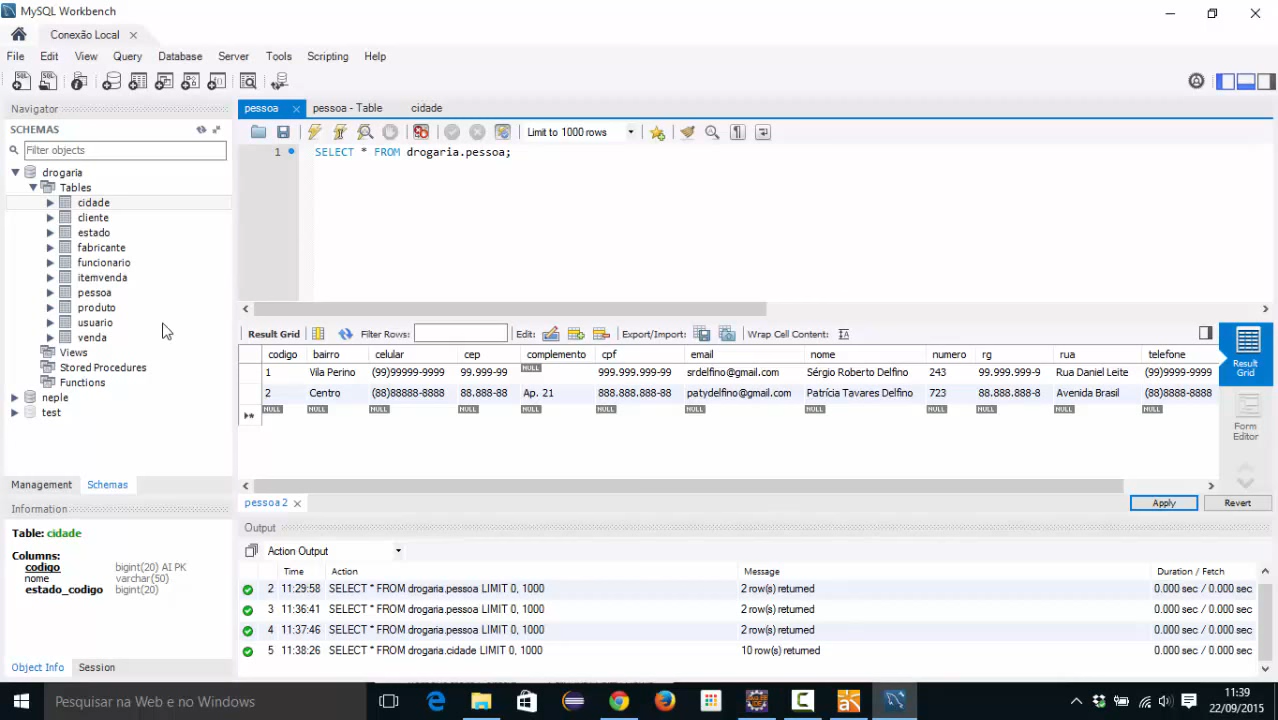 MySQL Workbench
Conexão Local
File Edit View Query Database Server Tools Scripting Help
Navigator
SCHEMAS
Filter objects
drogaria
Tables
cidade
cliente
estado
fabricante
funcionario
itemvenda
pessoa
produto
usuario
venda
Views
Stored Procedures
Functions
neple
test
Management Schemas
Information
Table: cidade
Columns:
codigo bigint(20) AI PK
nome varchar(50)
estado_codigo bigint(20)
Object Info Session
pessoa pessoa - Table cidade
Limit to 1000 rows
1 SELECT * FROM drogaria.pessoa;
Result Grid Filter Rows: Edit: Export/Import: Wrap Cell Content:
codigo bairro celular cep complemento cpf email nome numero rg rua telefone
1 Vila Perino (99)99999-9999 99.999-99 NULL 999.999.999-99 srdelfino@gmail.com Sérgio Roberto Delfino 243 99.999.999-9 Rua Daniel Leite (99)9999-9999
2 Centro (88)88888-8888 88.888-88 Ap. 21 888.888.888-88 patydelfino@gmail.com Patrícia Tavares Delfino 723 88.888.888-8 Avenida Brasil (88)8888-8888
NULL NULL NULL NULL NULL NULL NULL NULL NULL NULL NULL NULL
Result Grid
Form Editor
pessoa 2
Apply Revert
Output
Action Output
Time Action Message Duration / Fetch
2 11:29:58 SELECT * FROM drogaria.pessoa LIMIT 0, 1000 2 row(s) returned 0.000 sec / 0.000 sec
3 11:36:41 SELECT * FROM drogaria.pessoa LIMIT 0, 1000 2 row(s) returned 0.000 sec / 0.000 sec
4 11:37:46 SELECT * FROM drogaria.pessoa LIMIT 0, 1000 2 row(s) returned 0.000 sec / 0.000 sec
5 11:38:26 SELECT * FROM drogaria.cidade LIMIT 0, 1000 10 row(s) returned 0.000 sec / 0.000 sec
Pesquisar na Web e no Windows
11:39
22/09/2015